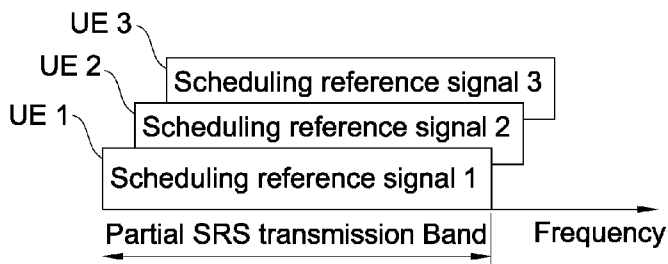 UE 3
Scheduling reference signal 3
UE 2
Scheduling reference signal 2
UE 1
Scheduling reference signal 1
Partial SRS transmission Band
Frequency